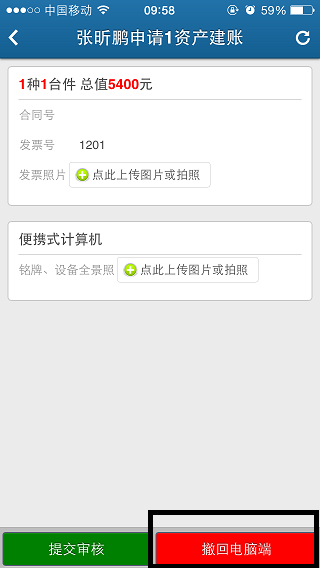 中国移动 09:58 59%
张昕鹏申请1资产建账
1种1台件 总值5400元
合同号
发票号 1201
发票照片 点此上传图片或拍照
便携式计算机
铭牌、设备全景照 点此上传图片或拍照
提交审核 撤回电脑端